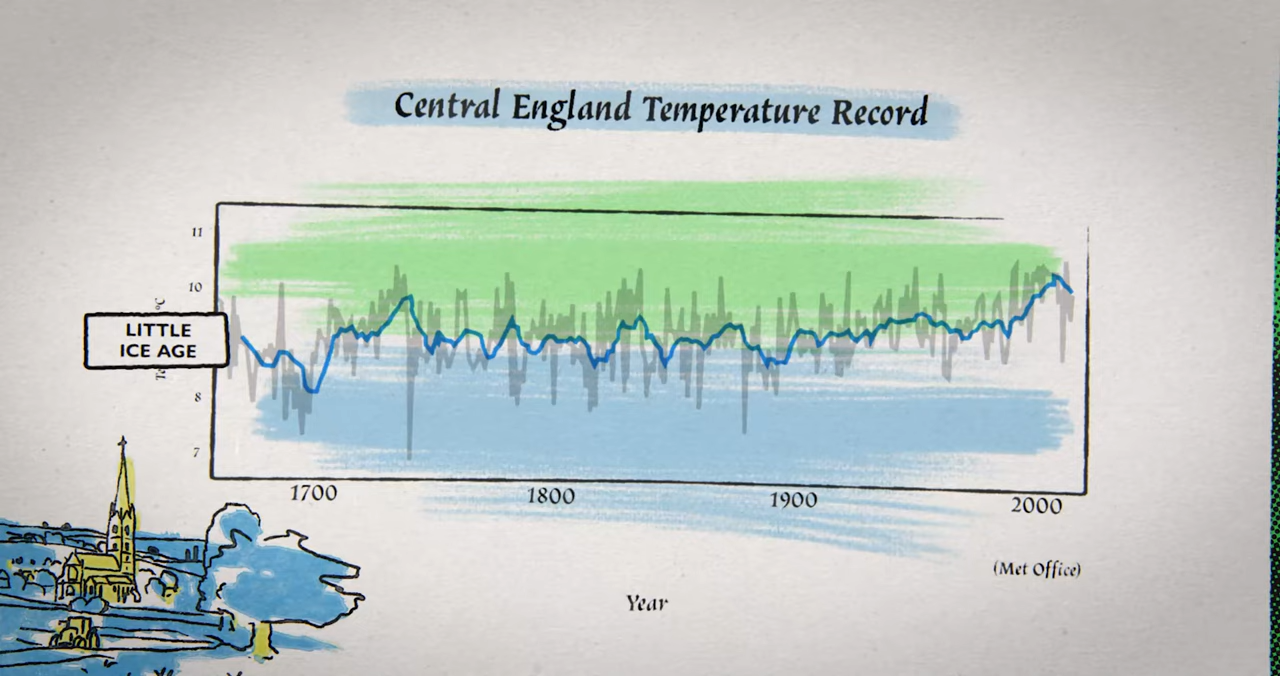 Central England Temperature Record
11
10
°C
LITTLE
ICE AGE
8
7
1700
1800
1900
2000
(Met Office)
Year